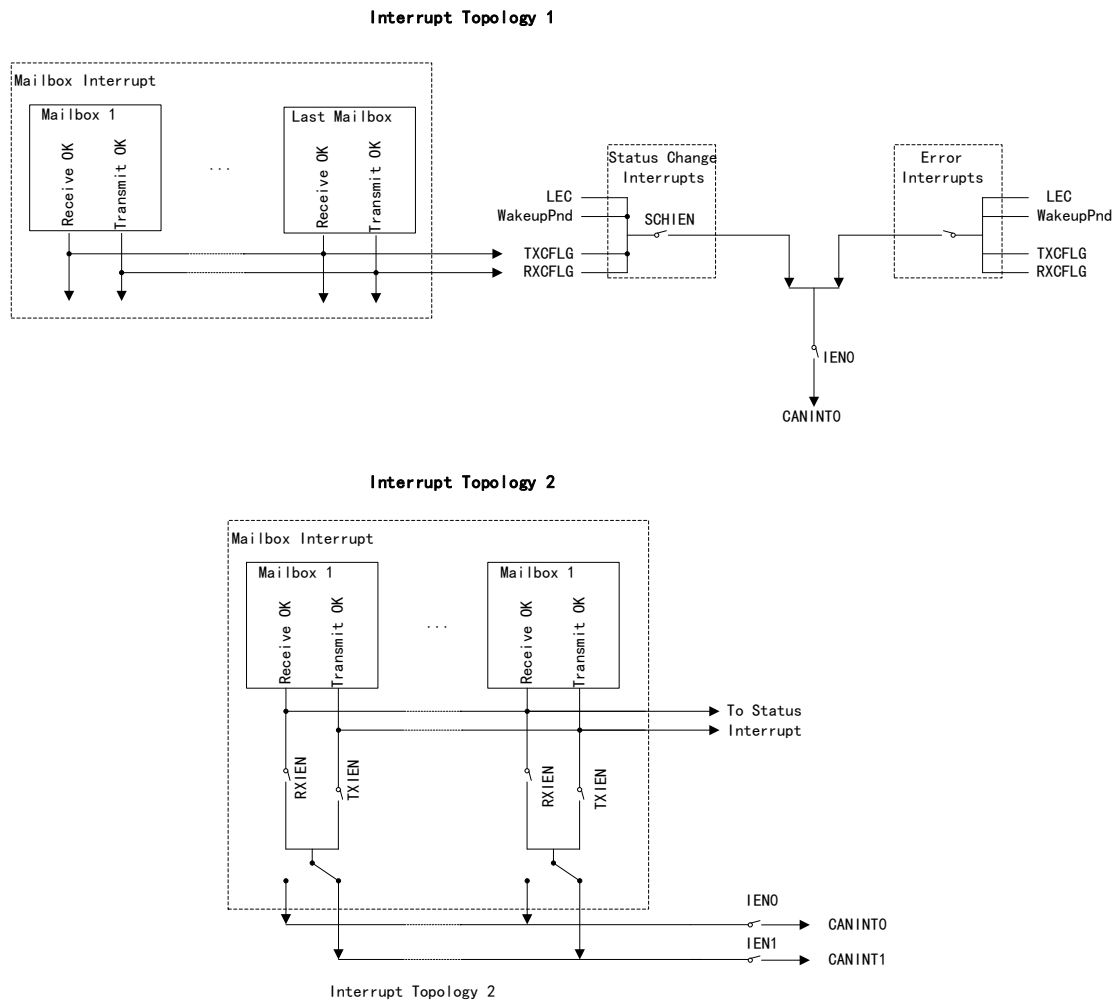 Interrupt Topology 1
Mailbox Interrupt
Mailbox 1
Receive OK
Transmit OK
...
Last Mailbox
Receive OK
Transmit OK
LEC
WakeupPnd
TXCFLG
RXCFLG
Status Change
Interrupts
SCHIEN
Error
Interrupts
LEC
WakeupPnd
TXCFLG
RXCFLG
IEN0
CANINT0
Interrupt Topology 2
Mailbox Interrupt
Mailbox 1
Receive OK
Transmit OK
...
Mailbox 1
Receive OK
Transmit OK
To Status
Interrupt
RXIEN
TXIEN
RXIEN
TXIEN
IEN0
CANINT0
IEN1
CANINT1
Interrupt Topology 2